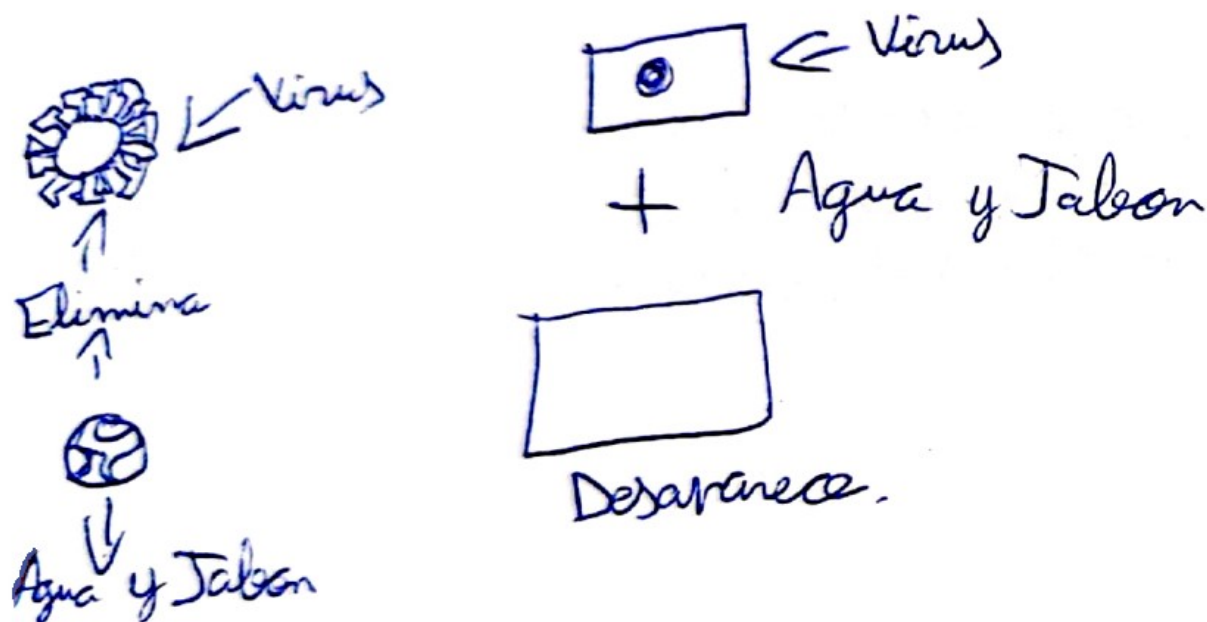 Virus
Elimina
Agua y Jabon
Virus
+ Agua y Jabon
Desaparece.